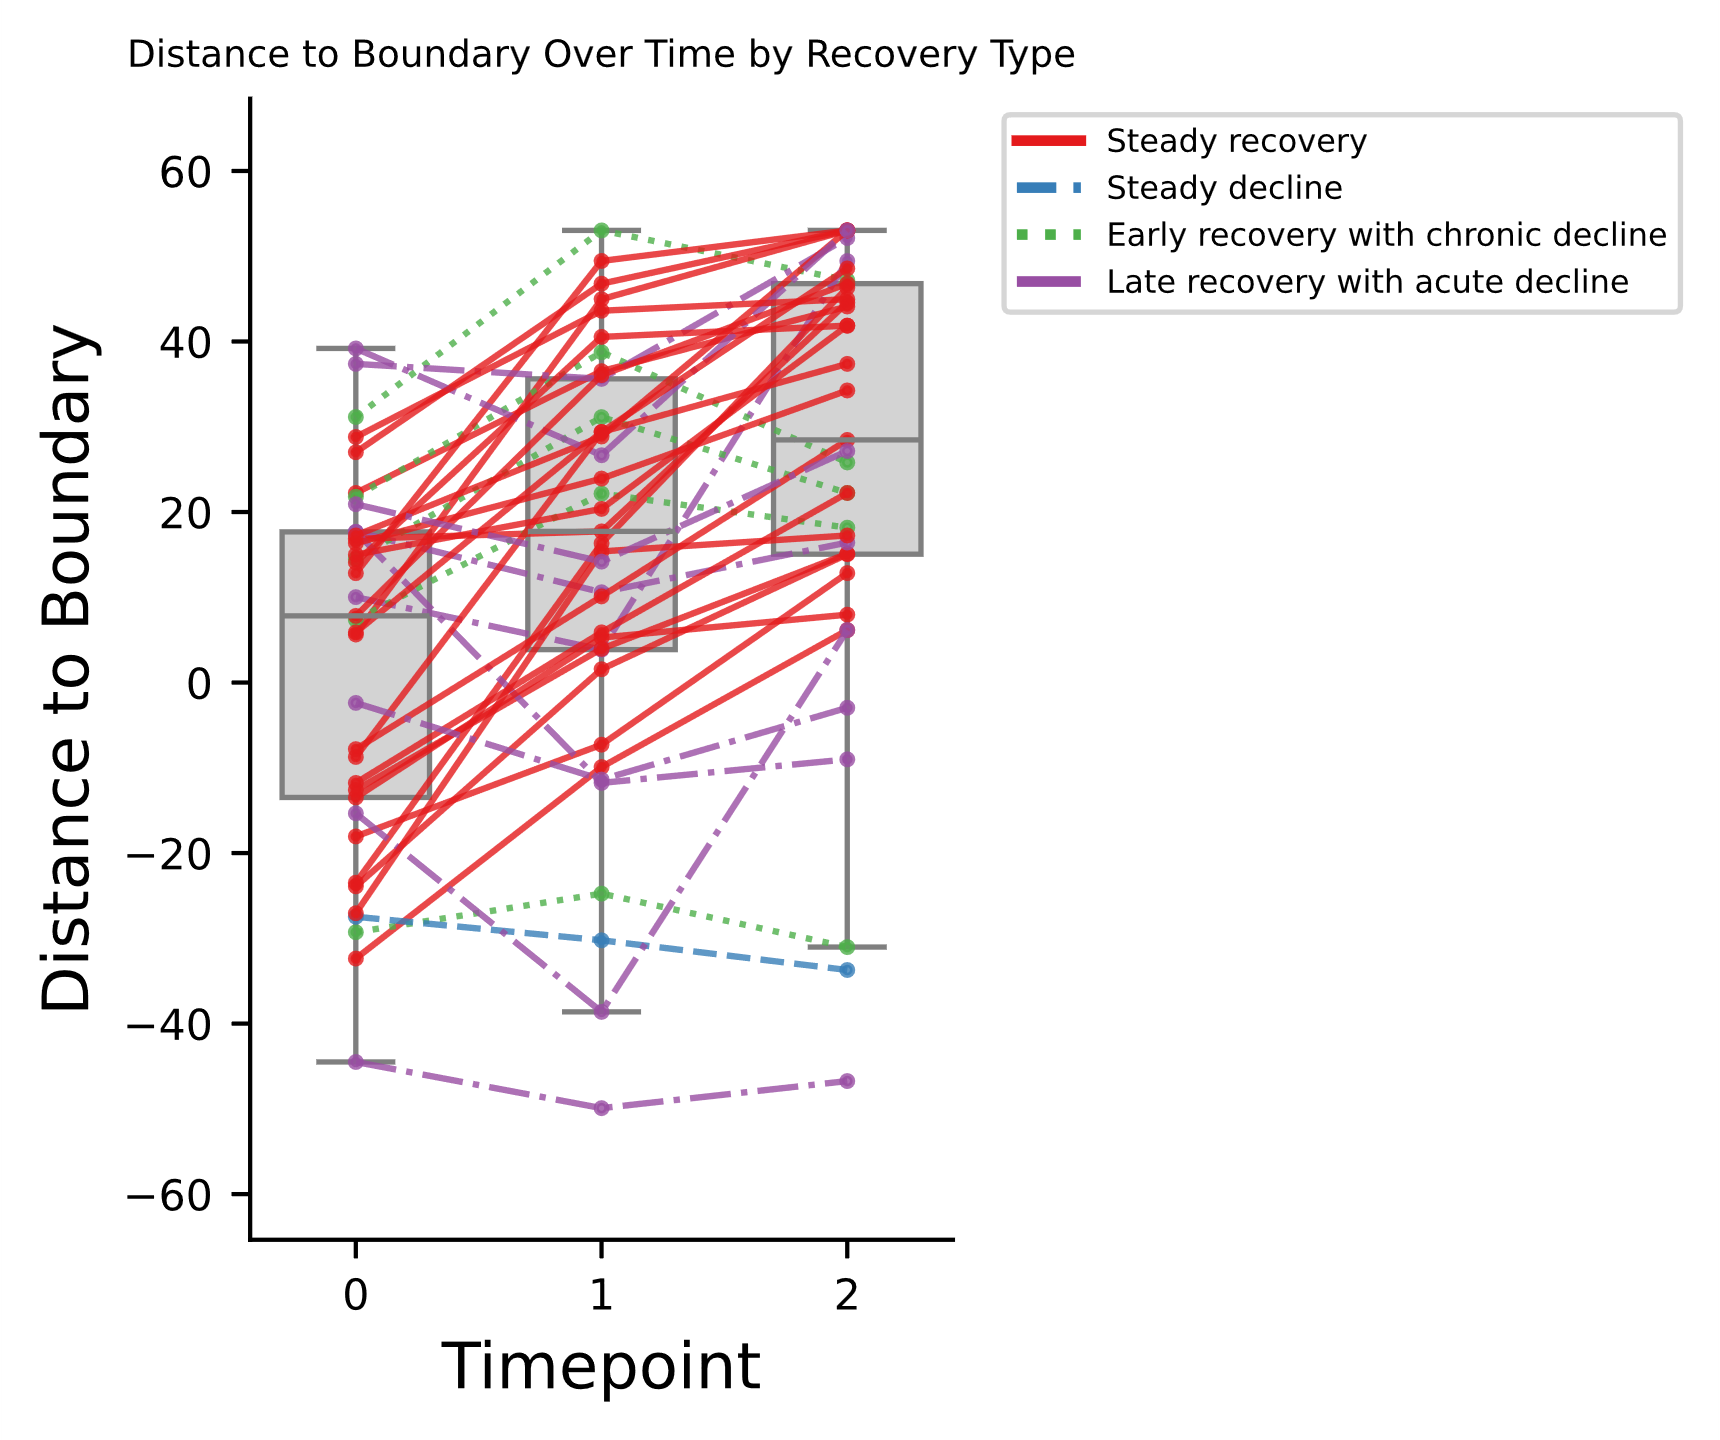 Distance to Boundary Over Time by Recovery Type
Steady recovery
Steady decline
Early recovery with chronic decline
Late recovery with acute decline
Distance to Boundary
60
40
20
0
−20
−40
−60
0 1 2
Timepoint